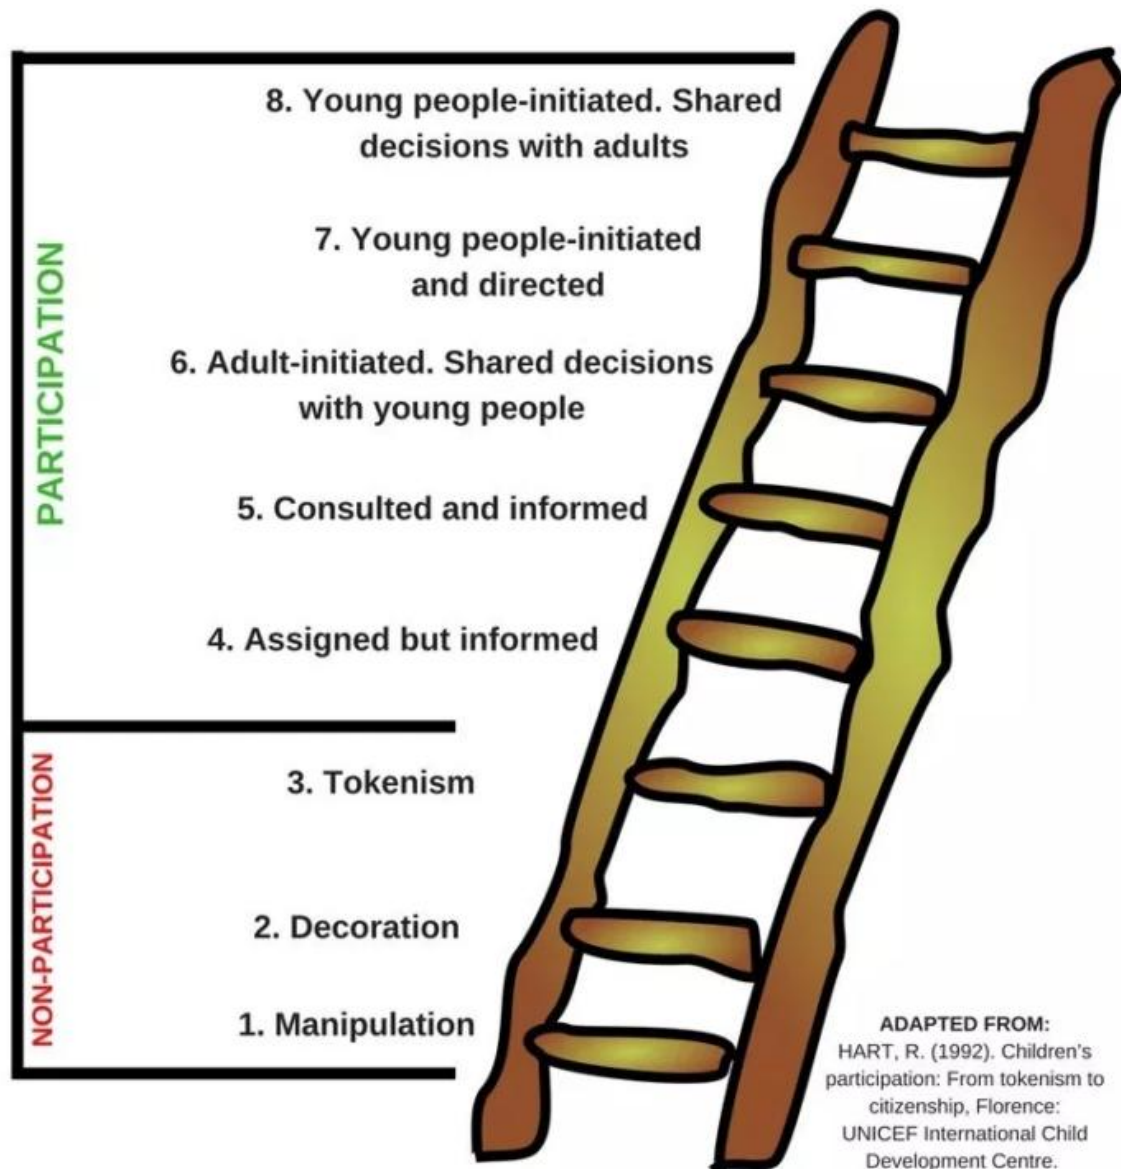 8. Young people-initiated. Shared
decisions with adults
7. Young people-initiated
and directed
6. Adult-initiated. Shared decisions
with young people
5. Consulted and informed
4. Assigned but informed
PARTICIPATION
3. Tokenism
2. Decoration
1. Manipulation
NON-PARTICIPATION
ADAPTED FROM:
HART, R. (1992). Children's
participation: From tokenism to
citizenship, Florence:
UNICEF International Child
Development Centre.